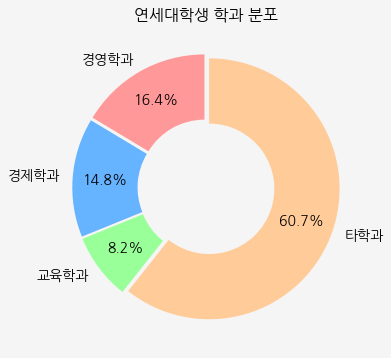 연세대학생 학과 분포
경영학과
16.4%
경제학과
14.8%
교육학과
8.2%
60.7%
타학과